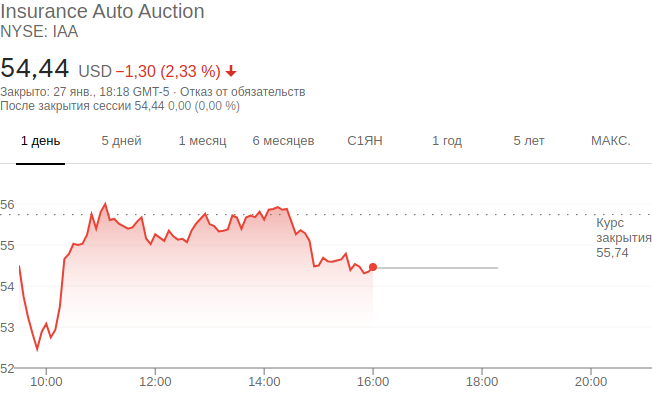 Insurance Auto Auction
NYSE: IAA
54,44 USD −1,30 (2,33 %)
Закрыто: 27 янв., 18:18 GMT-5 · Отказ от обязательств
После закрытия сессии 54,44 0,00 (0,00 %)
1 день 5 дней 1 месяц 6 месяцев С1ЯН 1 год 5 лет МАКС.
56
Курс
закрытия
55,74
55
54
53
52
10:00 12:00 14:00 16:00 18:00 20:00